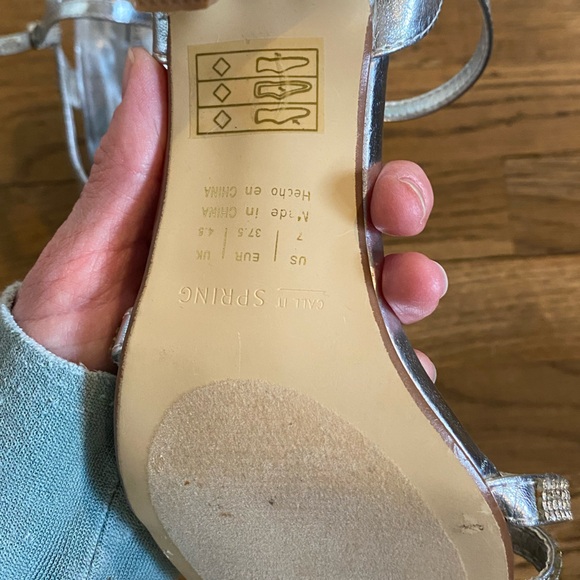 CALL IT SPRING
US | EUR | UK
7 | 37.5 | 4.5
Made in CHINA
Hecho en CHINA